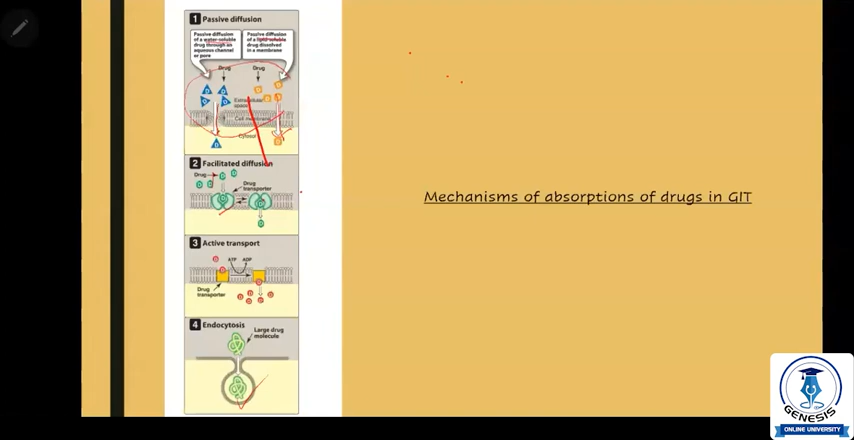 1 Passive diffusion
Passive diffusion
of a water-soluble
drug through an
aqueous channel
or pore
Passive diffusion
of a lipid-soluble
drug dissolved
in a membrane
Drug
Drug
D D D D
D D D D
Extracellular
space
Cell membrane
Cytosol
D
D
2 Facilitated diffusion
Drug
D D
D D
Drug
transporter
D
D
D
3 Active transport
D
ATP ADP
D
D
Drug
transporter
D D D D D
4 Endocytosis
Large drug
molecule
Mechanisms of absorptions of drugs in GIT
GENESIS
ONLINE UNIVERSITY